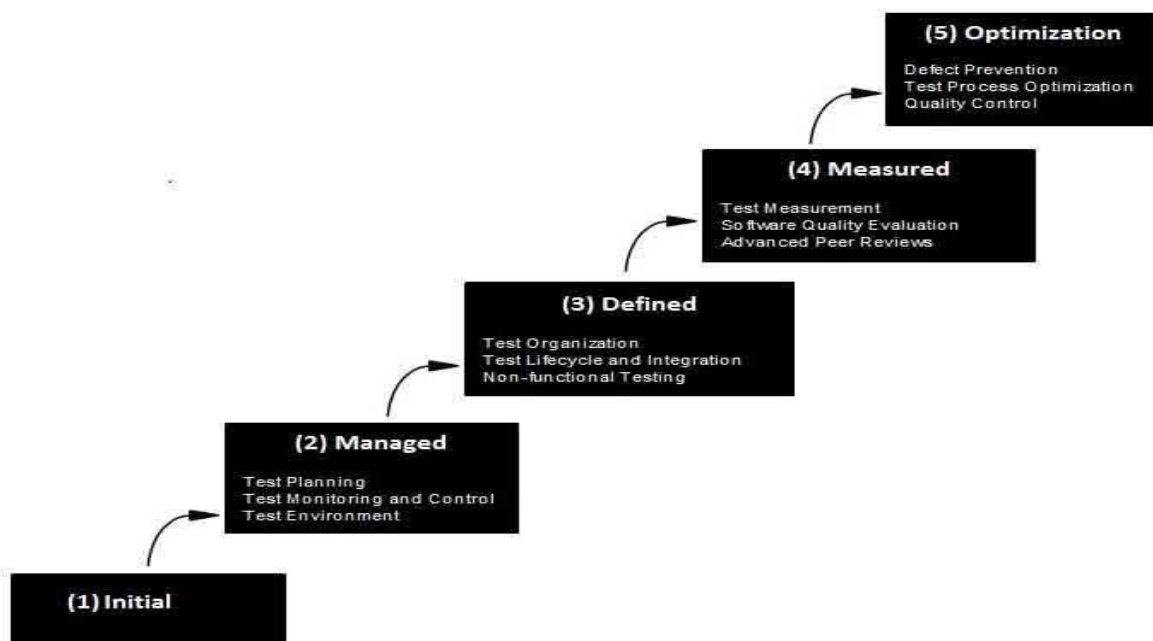 (5) Optimization
Defect Prevention
Test Process Optimization
Quality Control
(4) Measured
Test Measurement
Software Quality Evaluation
Advanced Peer Reviews
(3) Defined
Test Organization
Test Lifecycle and Integration
Non-functional Testing
(2) Managed
Test Planning
Test Monitoring and Control
Test Environment
(1) Initial